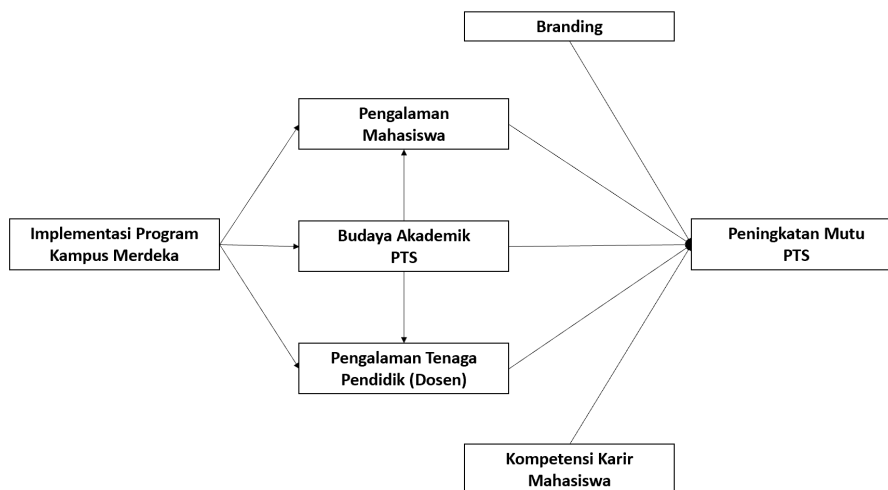 Branding
Pengalaman
Mahasiswa
Implementasi Program
Kampus Merdeka
Budaya Akademik
PTS
Peningkatan Mutu
PTS
Pengalaman Tenaga
Pendidik (Dosen)
Kompetensi Karir
Mahasiswa